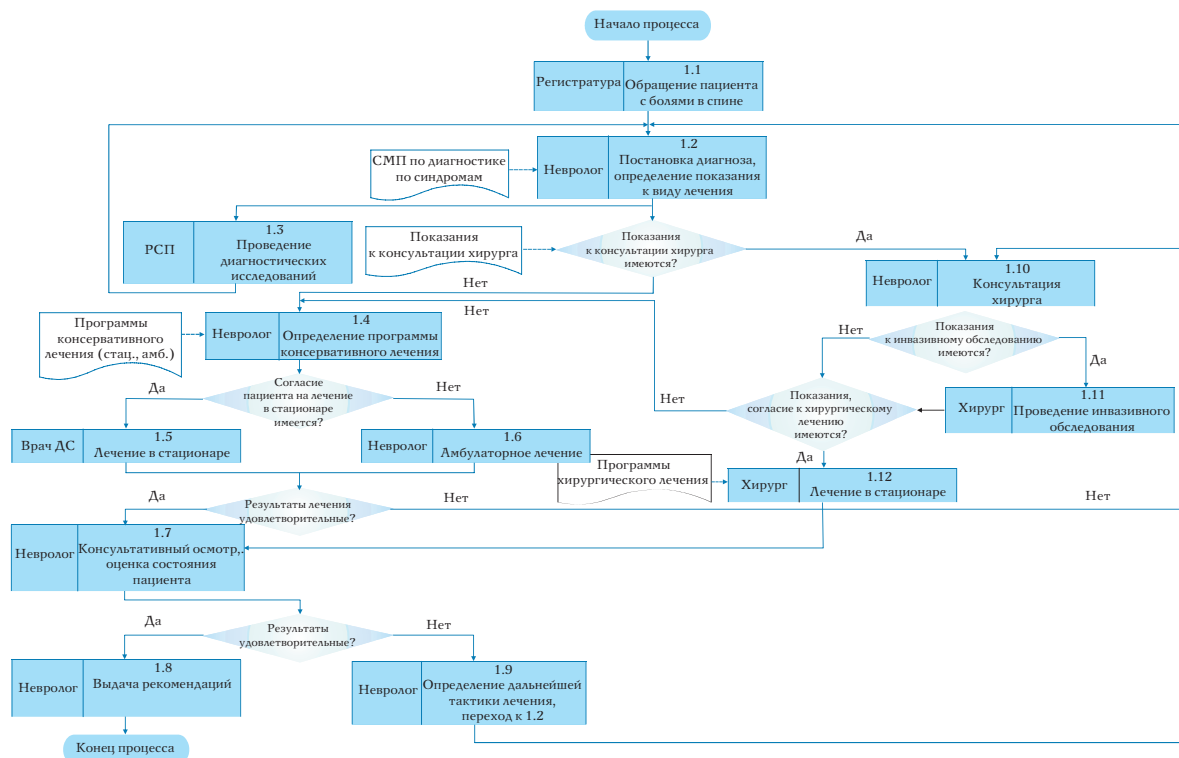 Начало процесса
Регистратура
1.1
Обращение пациента
с болями в спине
СМП по диагностике
по синдромам
Невролог
1.2
Постановка диагноза,
определение показания
к виду лечения
РСП
1.3
Проведение
диагностических
исследований
Показания
к консультации хирурга
Показания
к консультации хирурга
имеются?
Да
Нет
Невролог
1.10
Консультация
хирурга
Нет
Программы
консервативного
лечения (стац., амб.)
Невролог
1.4
Определение программы
консервативного лечения
Нет
Показания
к инвазивному обследованию
имеются?
Да
Да
Согласие
пациента на лечение
в стационаре
имеется?
Нет
Нет
Показания,
согласие к хирургическому
лечению
имеются?
Хирург
1.11
Проведение инвазивного
обследования
Врач ДС
1.5
Лечение в стационаре
Невролог
1.6
Амбулаторное лечение
Да
Программы
хирургического лечения
Хирург
1.12
Лечение в стационаре
Да
Результаты лечения
удовлетворительные?
Нет
Нет
Невролог
1.7
Консультативный осмотр,.
оценка состояния
пациента
Да
Результаты
удовлетворительные?
Нет
Невролог
1.8
Выдача рекомендаций
Невролог
1.9
Определение дальнейшей
тактики лечения,
переход к 1.2
Конец процесса